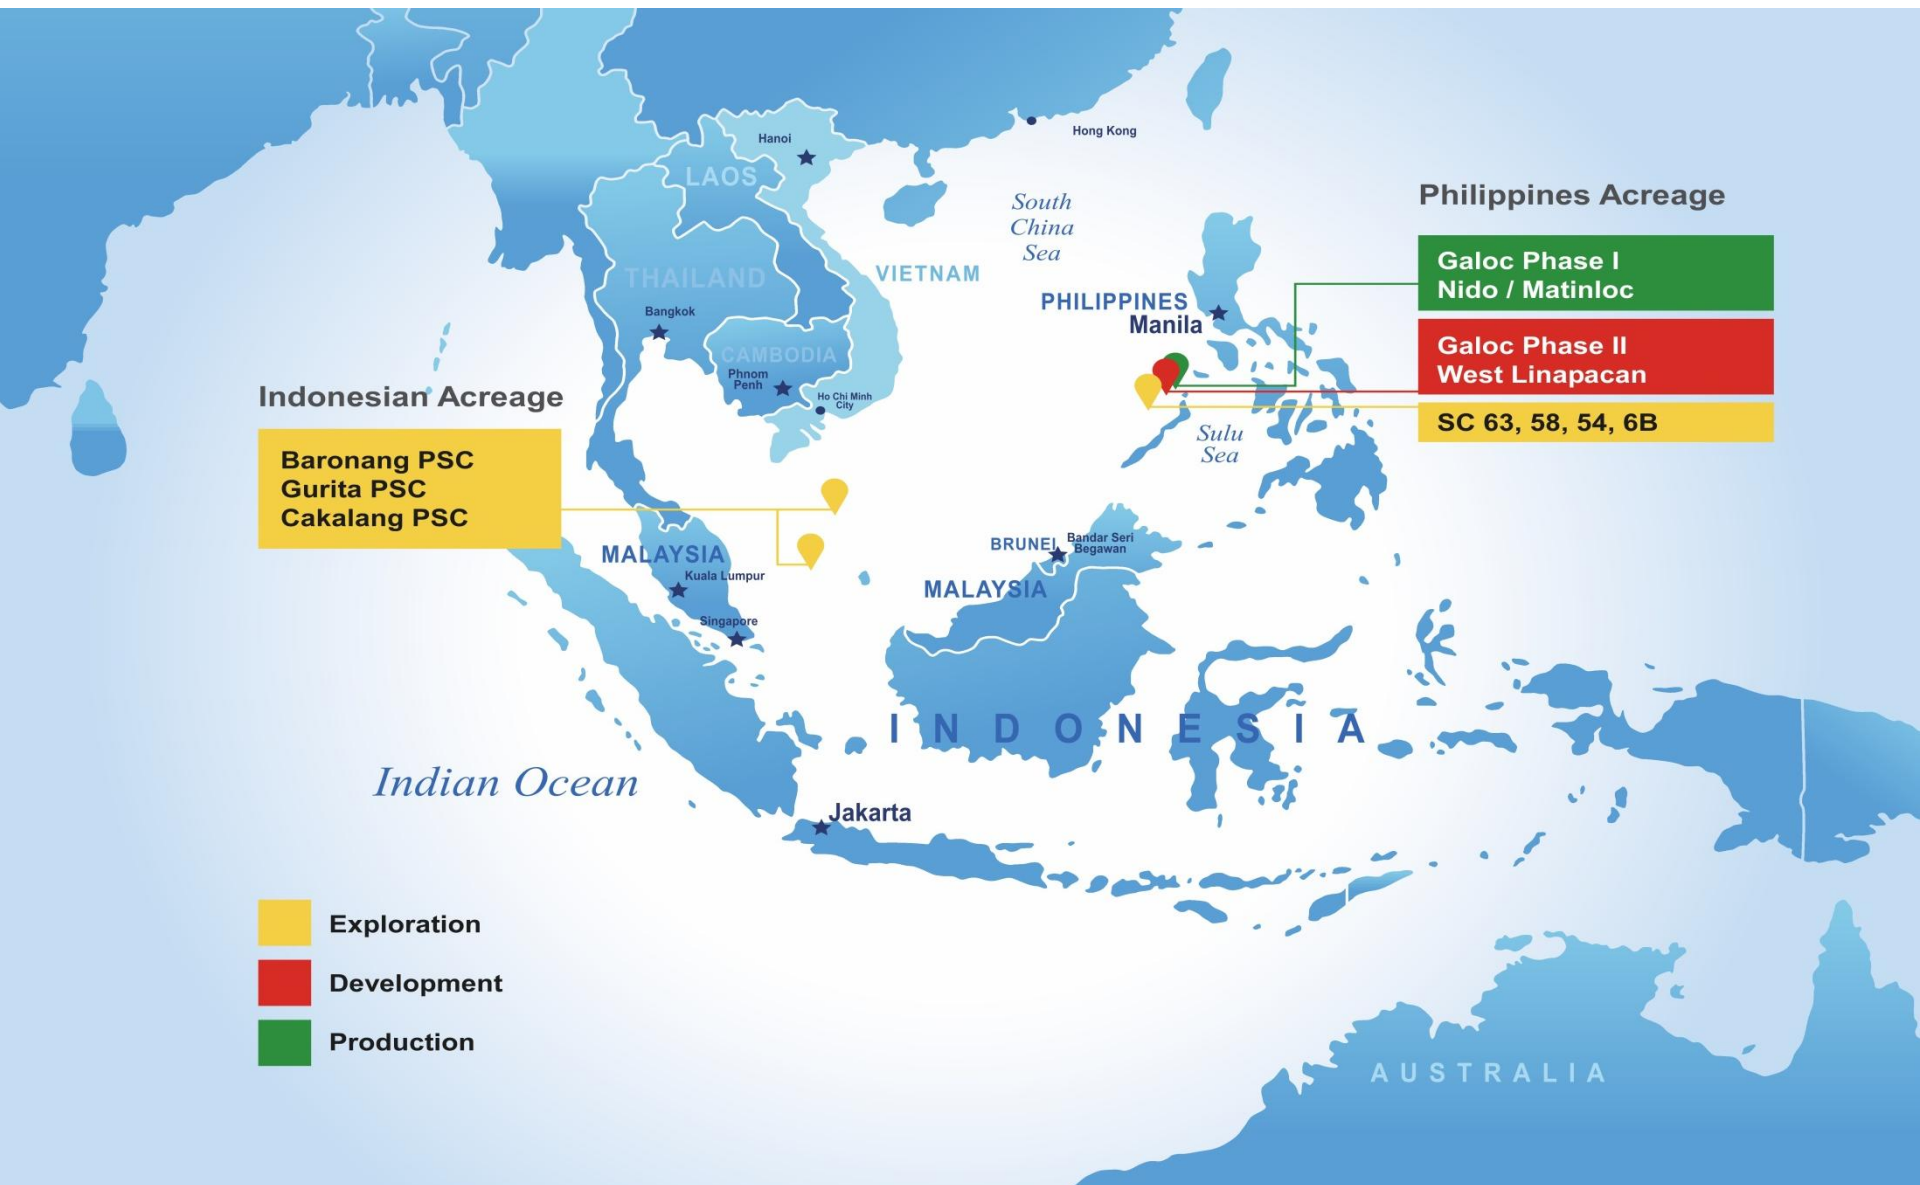 Hong Kong
Hanoi
LAOS
South
China
Sea
Philippines Acreage
Galoc Phase I
Nido / Matinloc
THAILAND
VIETNAM
Bangkok
PHILIPPINES
Manila
Galoc Phase II
West Linapacan
CAMBODIA
Phnom
Penh
Ho Chi Minh
City
SC 63, 58, 54, 6B
Sulu
Sea
Indonesian Acreage
Baronang PSC
Gurita PSC
Cakalang PSC
MALAYSIA
Kuala Lumpur
Singapore
BRUNEI
Bandar Seri
Begawan
MALAYSIA
INDONESIA
Indian Ocean
Jakarta
Exploration
Development
Production
AUSTRALIA